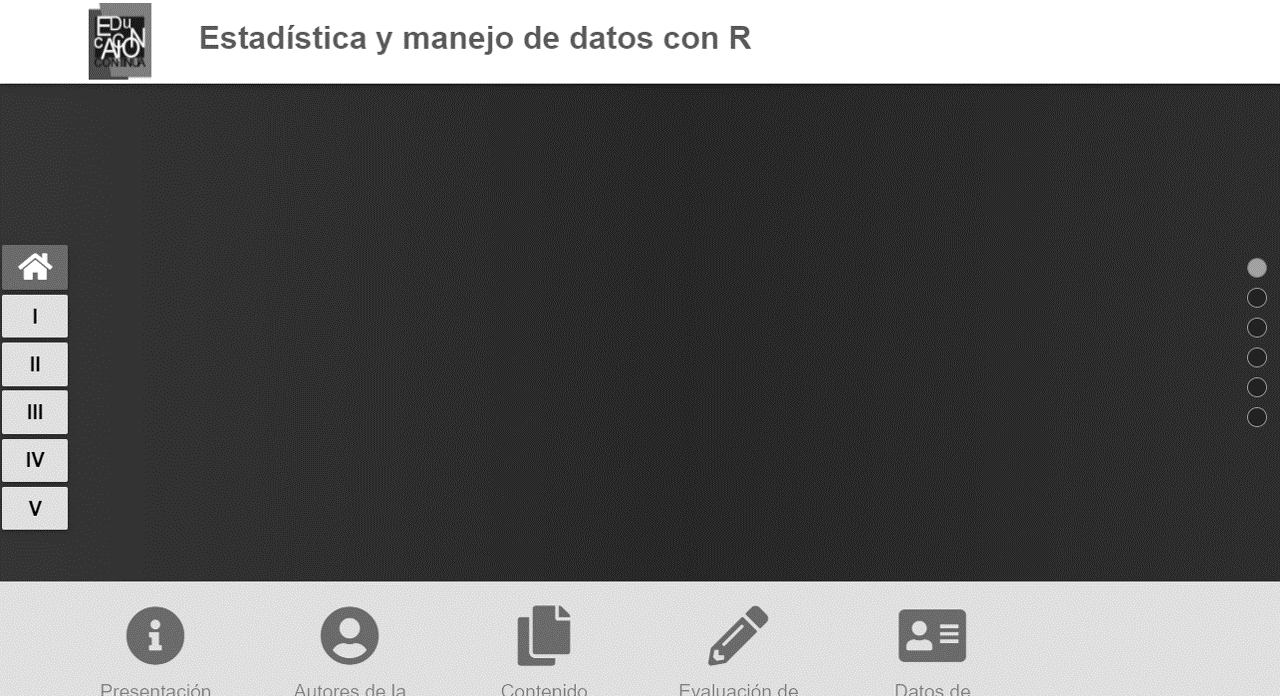 EDUCACIÓN
CONTINUA
Estadística y manejo de datos con R
I
II
III
IV
V
Presentación
Autores de la
Contenido
Evaluación de
Datos de